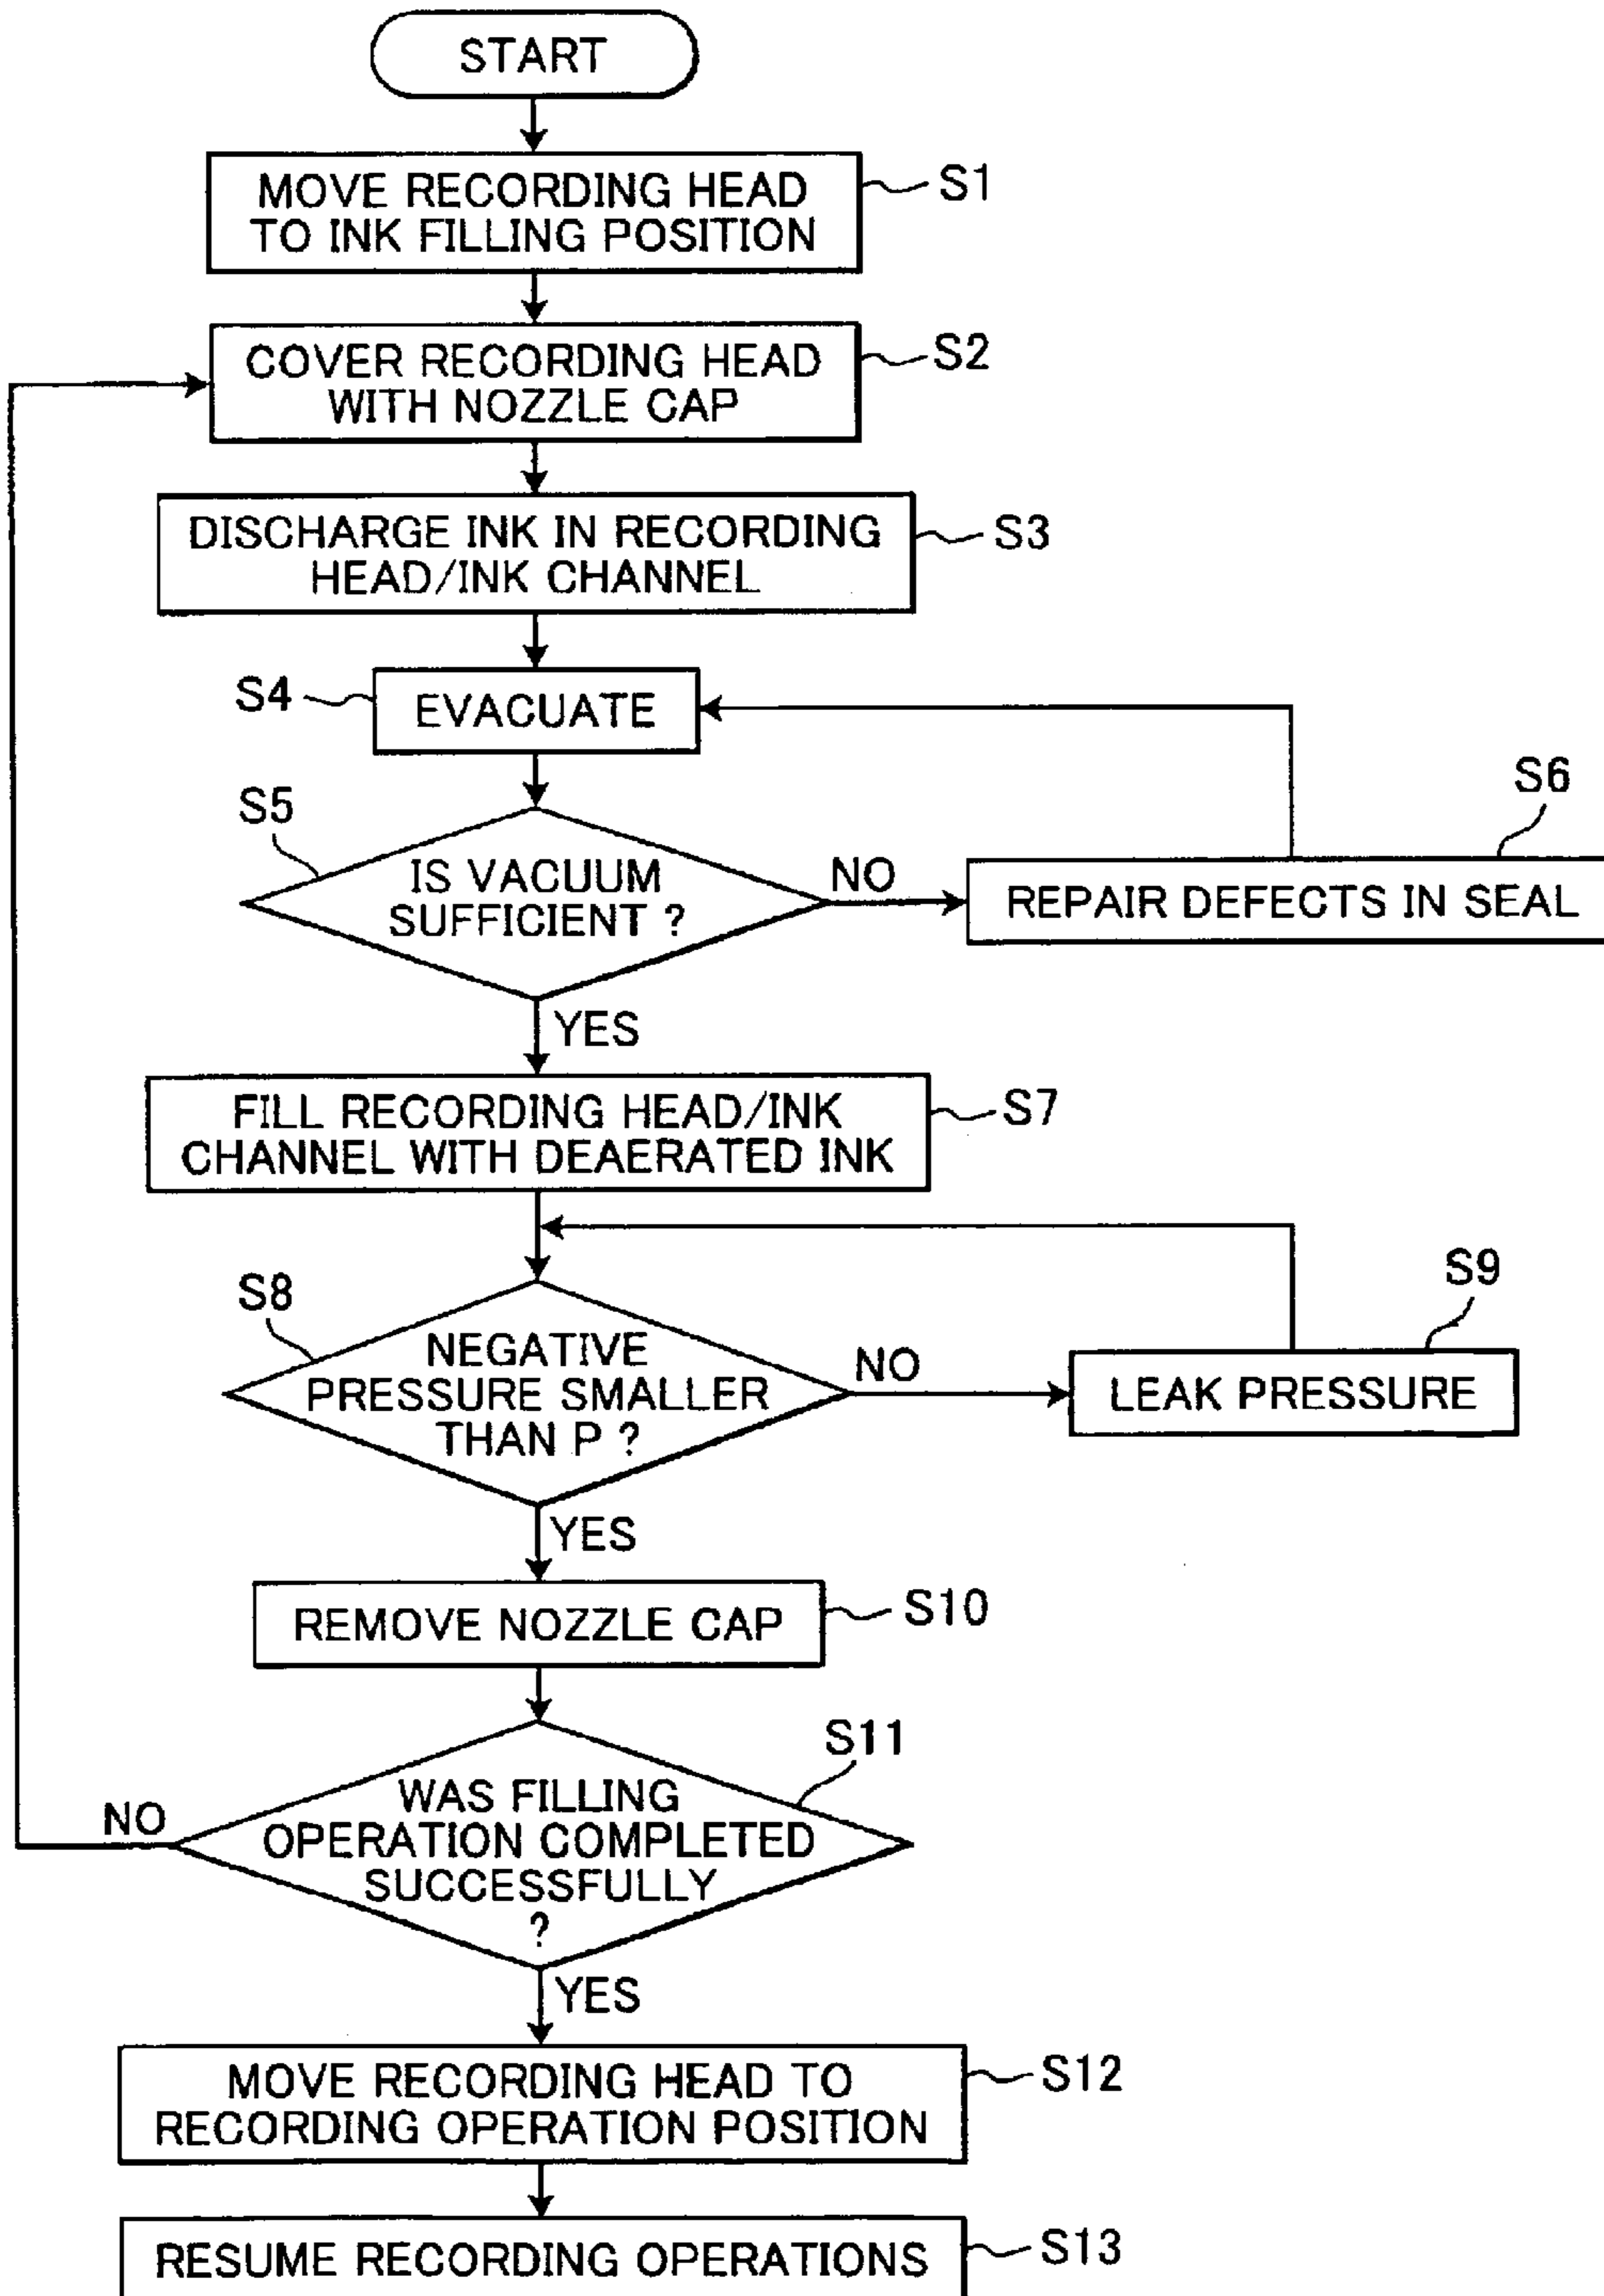 START
MOVE RECORDING HEAD
TO INK FILLING POSITION
S1
COVER RECORDING HEAD
WITH NOZZLE CAP
S2
DISCHARGE INK IN RECORDING
HEAD/INK CHANNEL
S3
S4
EVACUATE
S5
IS VACUUM
SUFFICIENT ?
NO
S6
REPAIR DEFECTS IN SEAL
YES
FILL RECORDING HEAD/INK
CHANNEL WITH DEAERATED INK
S7
S8
NEGATIVE
PRESSURE SMALLER
THAN P ?
NO
S9
LEAK PRESSURE
YES
REMOVE NOZZLE CAP
S10
S11
WAS FILLING
OPERATION COMPLETED
SUCCESSFULLY
?
NO
YES
MOVE RECORDING HEAD TO
RECORDING OPERATION POSITION
S12
RESUME RECORDING OPERATIONS
S13